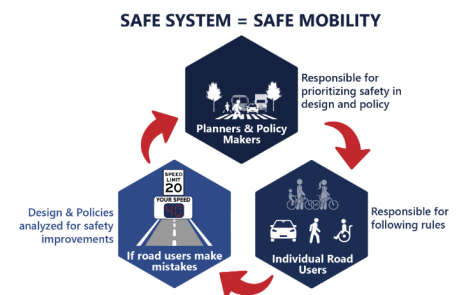 SAFE SYSTEM = SAFE MOBILITY
Planners & Policy
Makers
Responsible for
prioritizing safety in
design and policy
Individual Road
Users
Responsible for
following rules
SPEED
LIMIT
20
YOUR SPEED
If road users make
mistakes
Design & Policies
analyzed for safety
improvements